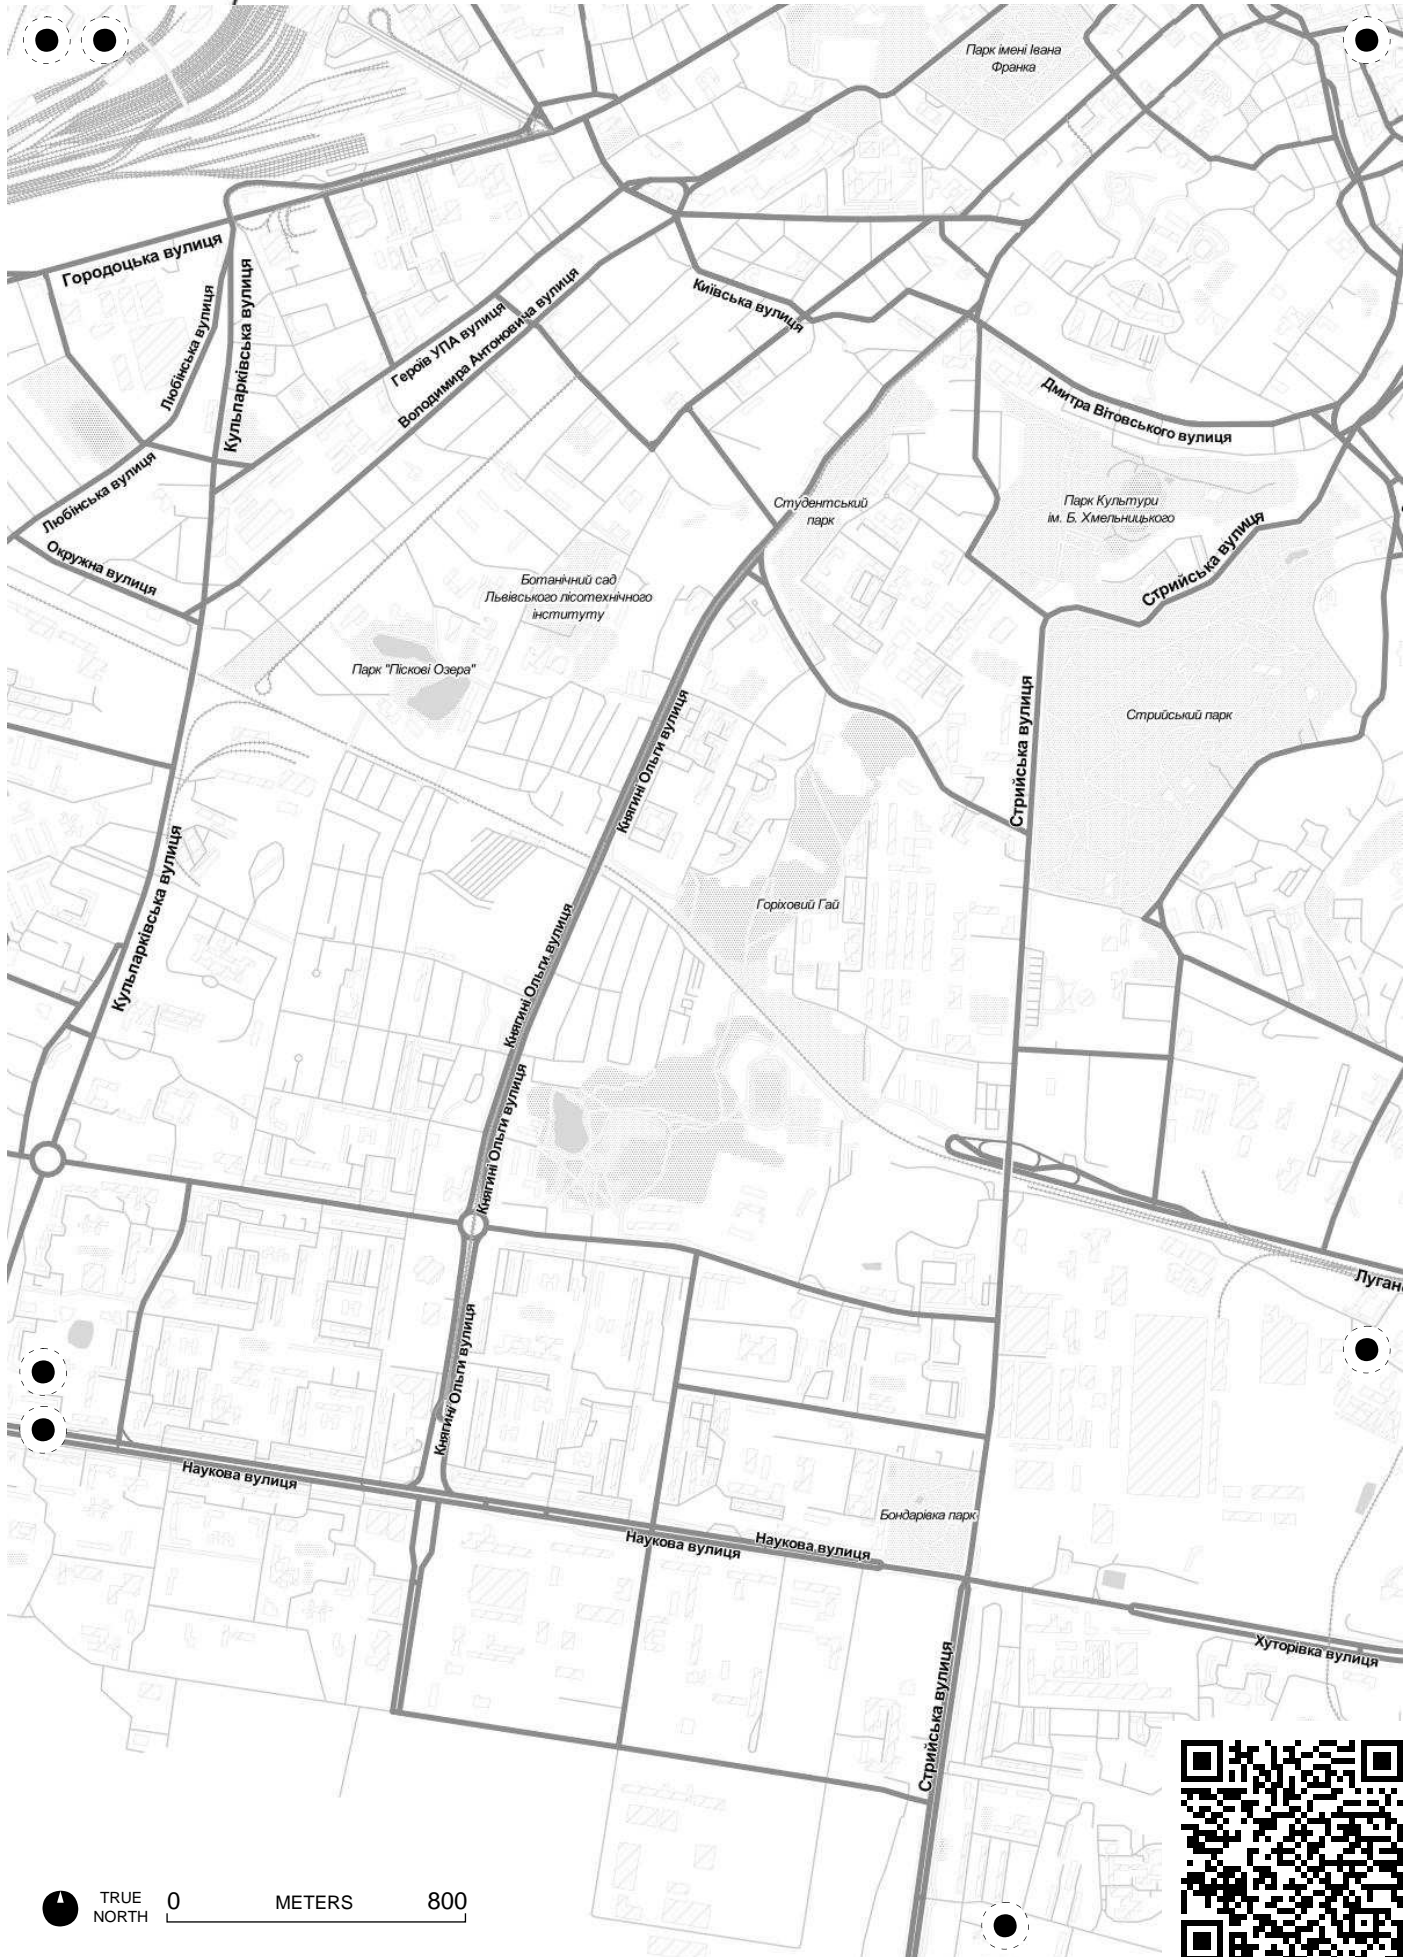 Парк імені Івана
Франка
Городоцька вулиця
Любінська вулиця
Кульпарківська вулиця
Героїв УПА вулиця
Володимира Антоновича вулиця
Київська вулиця
Дмитра Вітовського вулиця
Любінська вулиця
Окружна вулиця
Студентський
парк
Парк Культури
ім. Б. Хмельницького
Стрийська вулиця
Ботанічний сад
Львівського лісотехнічного
інституту
Парк "Піскові Озера"
Княгині Ольги вулиця
Стрийська вулиця
Стрийський парк
Кульпарківська вулиця
Горіховий Гай
Княгині Ольги вулиця
Княгині Ольги вулиця
Луган
Княгині Ольги вулиця
Наукова вулиця
Бондарівка парк
Наукова вулиця
Наукова вулиця
Хуторівка вулиця
Стрийська вулиця
TRUE
NORTH
0 METERS 800